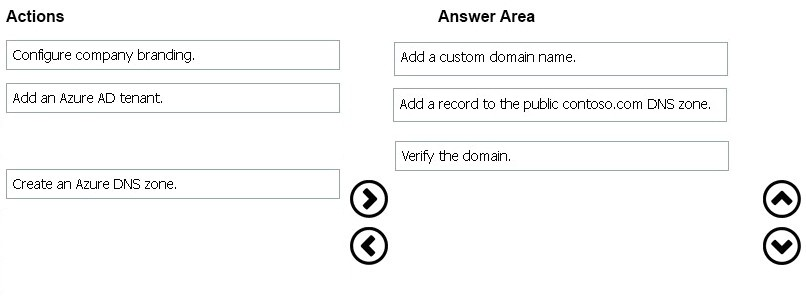 Actions
Configure company branding.
Add an Azure AD tenant.
Create an Azure DNS zone.
Answer Area
Add a custom domain name.
Add a record to the public contoso.com DNS zone.
Verify the domain.